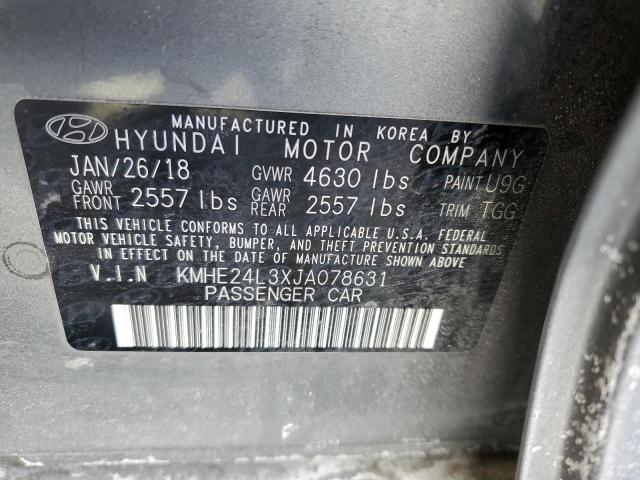 MANUFACTURED IN KOREA BY
HYUNDAI MOTOR COMPANY
JAN/26/18 GVWR 4630 lbs PAINT U9G
GAWR FRONT 2557 lbs GAWR REAR 2557 lbs TRIM TGG
THIS VEHICLE CONFORMS TO ALL APPLICABLE U.S.A. FEDERAL
MOTOR VEHICLE SAFETY, BUMPER, AND THEFT PREVENTION STANDARDS
IN EFFECT ON THE DATE OF MANUFACTURE SHOWN ABOVE
V.I.N KMHE24L3XJA078631
PASSENGER CAR